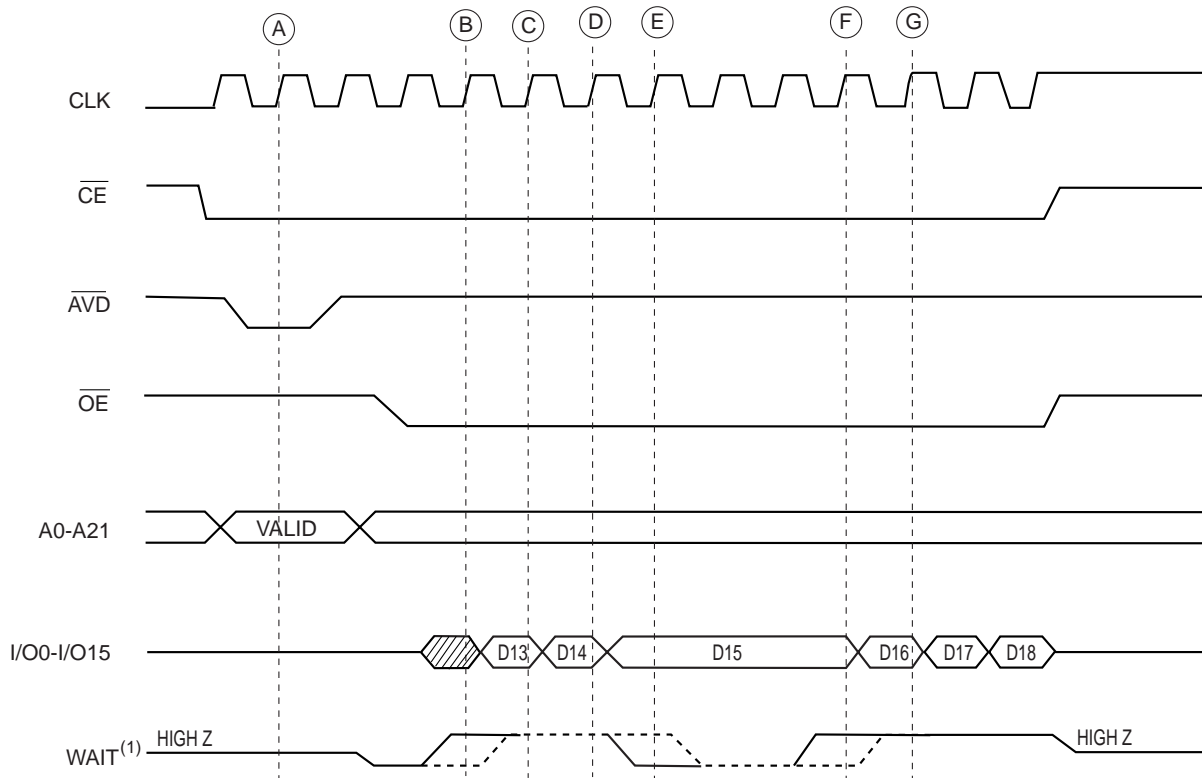 A B C D E F G
CLK
CE
AVD
OE
A0-A21 VALID
I/O0-I/O15 D13 D14 D15 D16 D17 D18
WAIT(1) HIGH Z HIGH Z